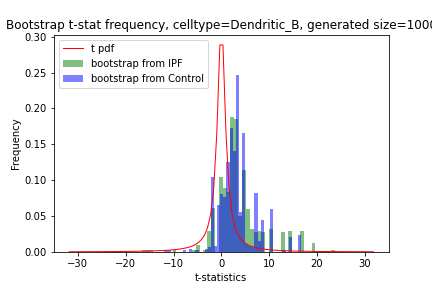 Bootstrap t-stat frequency, celltype=Dendritic_B, generated size=1000
t pdf
bootstrap from IPF
bootstrap from Control
Frequency
0.30
0.25
0.20
0.15
0.10
0.05
0.00
−30 −20 −10 0 10 20 30
t-statistics